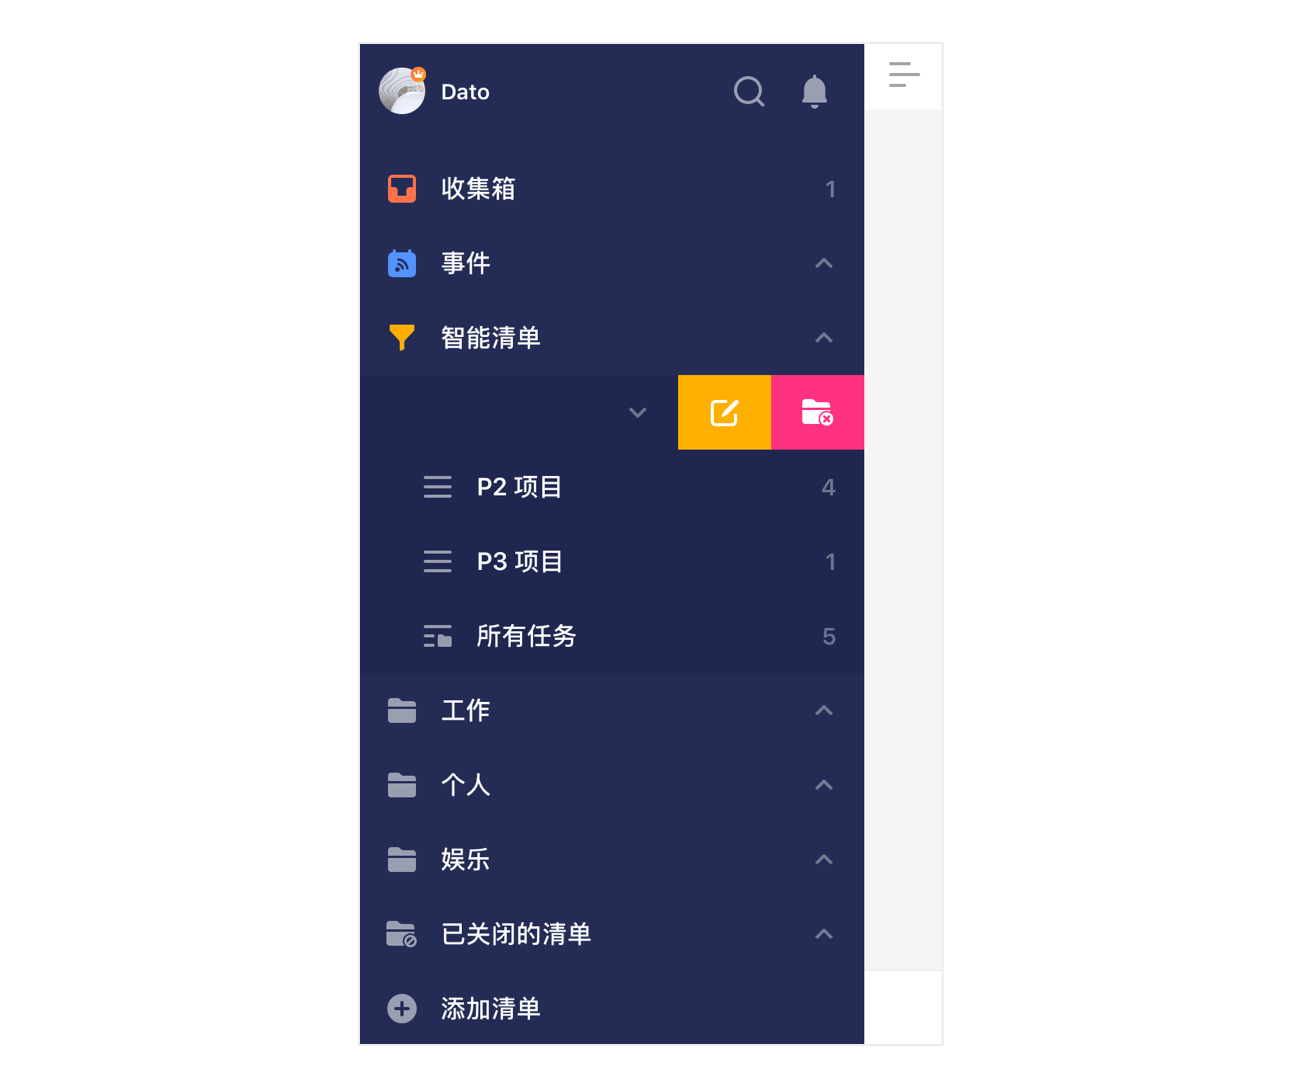 Dato
收集箱 1
事件
智能清单
P2 项目 4
P3 项目 1
所有任务 5
工作
个人
娱乐
已关闭的清单
添加清单